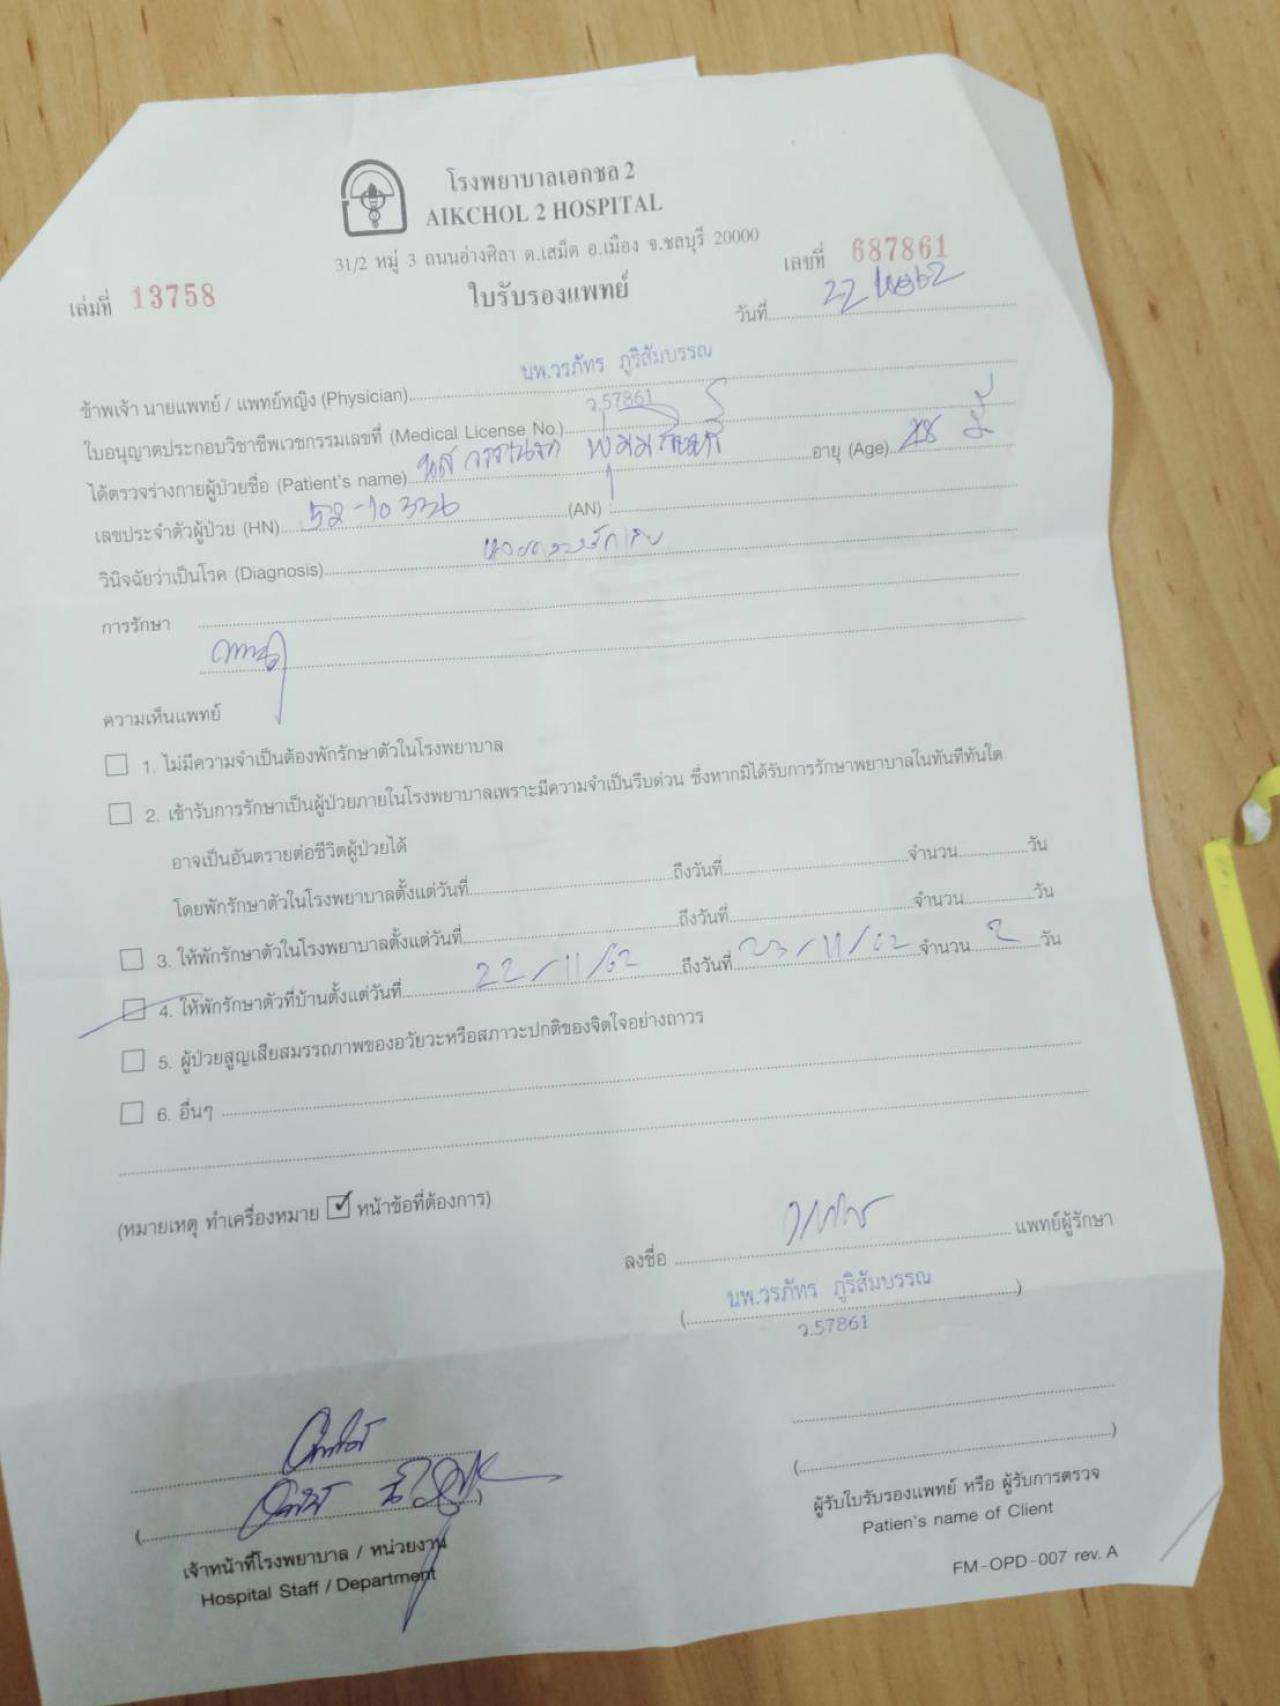 โรงพยาบาลเอกชล 2
AIKCHOL 2 HOSPITAL
31/2 หมู่ 3 ถนนอ่างศิลา ต.เสม็ด อ.เมือง จ.ชลบุรี 20000
เล่มที่ 13758 เลขที่ 687861
ใบรับรองแพทย์
วันที่ 22 พย62
ข้าพเจ้า นายแพทย์ / แพทย์หญิง (Physician) นพ.วรภัทร ภูริสัมบรรณ
ใบอนุญาตประกอบวิชาชีพเวชกรรมเลขที่ (Medical License No.) ว.57861
ได้ตรวจร่างกายผู้ป่วยชื่อ (Patient's name) อายุ (Age)
เลขประจำตัวผู้ป่วย (HN) 52-10336 (AN)
วินิจฉัยว่าเป็นโรค (Diagnosis)
การรักษา
ความเห็นแพทย์
1. ไม่มีความจำเป็นต้องพักรักษาตัวในโรงพยาบาล
2. เข้ารับการรักษาเป็นผู้ป่วยภายในโรงพยาบาลเพราะมีความจำเป็นรีบด่วน ซึ่งหากมิได้รับการรักษาพยาบาลในทันทีทันใด
อาจเป็นอันตรายต่อชีวิตผู้ป่วยได้
โดยพักรักษาตัวในโรงพยาบาลตั้งแต่วันที่ ถึงวันที่ จำนวน วัน
3. ให้พักรักษาตัวในโรงพยาบาลตั้งแต่วันที่ ถึงวันที่ จำนวน วัน
4. ให้พักรักษาตัวที่บ้านตั้งแต่วันที่ 22/11/62 ถึงวันที่ 23/11/62 จำนวน 2 วัน
5. ผู้ป่วยสูญเสียสมรรถภาพของอวัยวะหรือสภาวะปกติของจิตใจอย่างถาวร
6. อื่นๆ
(หมายเหตุ ทำเครื่องหมาย ☑ หน้าข้อที่ต้องการ)
ลงชื่อ แพทย์ผู้รักษา
(นพ.วรภัทร ภูริสัมบรรณ)
ว.57861
เจ้าหน้าที่โรงพยาบาล / หน่วยงาน
Hospital Staff / Department
ผู้รับใบรับรองแพทย์ หรือ ผู้รับการตรวจ
Patien's name of Client
FM-OPD-007 rev. A